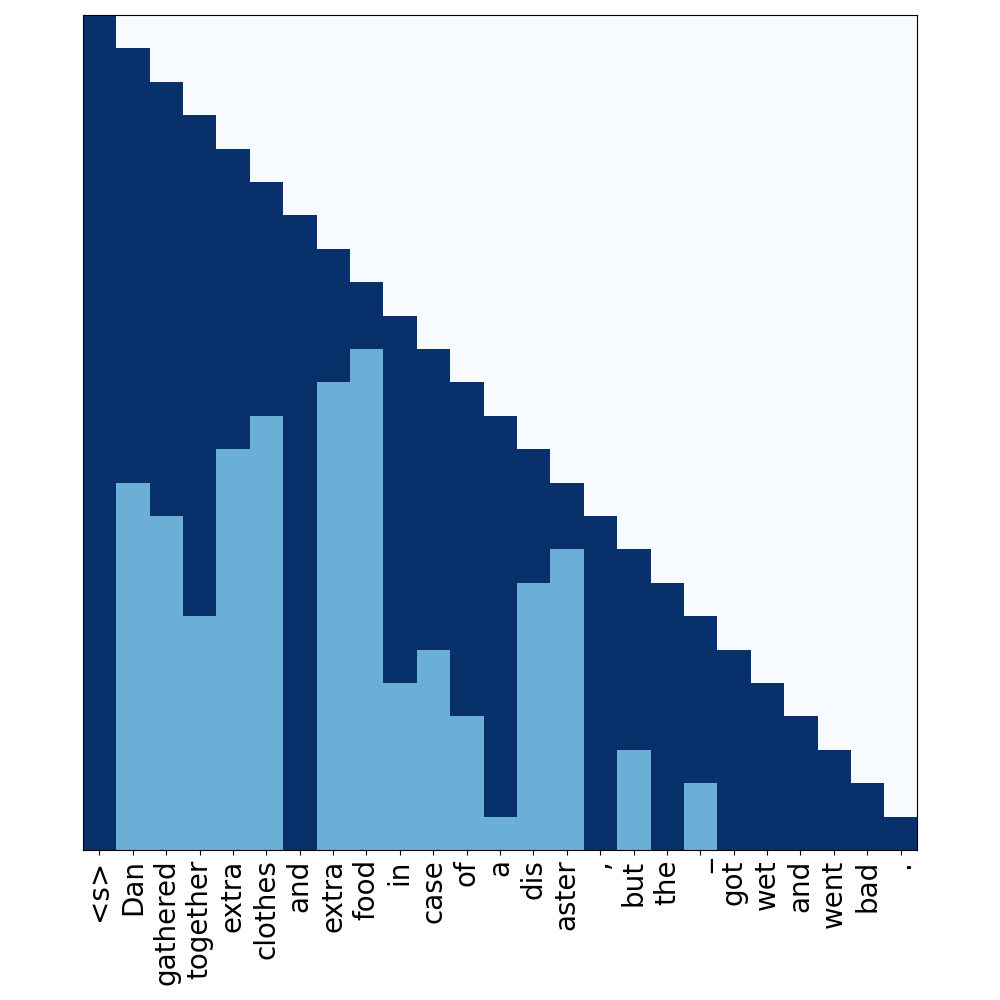 <s> Dan gathered together extra clothes and extra food in case of a dis aster , but the _ got wet and went bad .